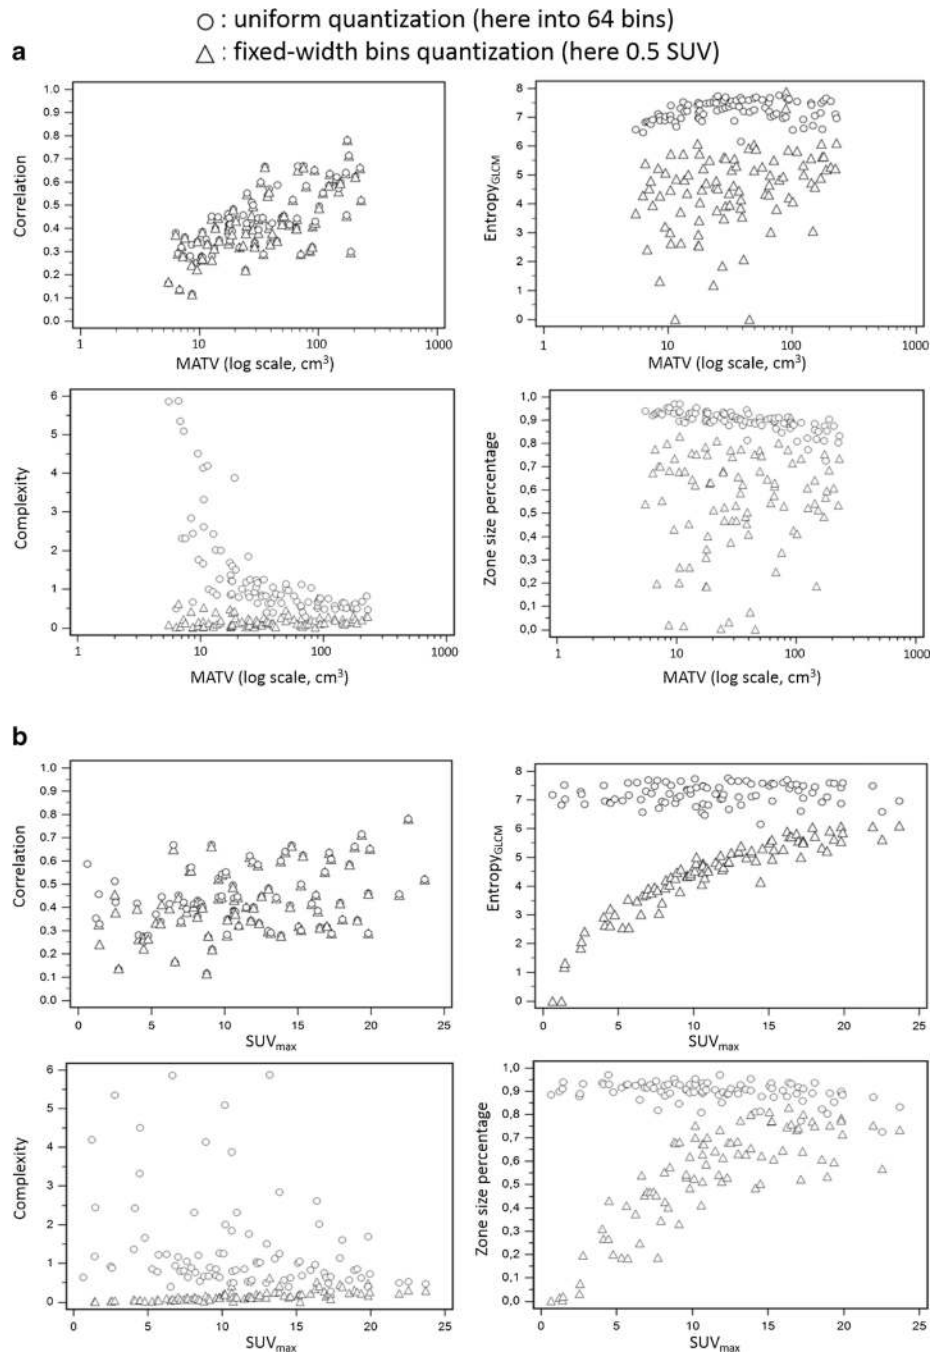 ○ : uniform quantization (here into 64 bins)
△ : fixed-width bins quantization (here 0.5 SUV)
a
1.0
0.9
0.8
0.7
0.6
0.5
0.4
0.3
0.2
0.1
0.0
Correlation
1 10 100 1000
MATV (log scale, cm³)
8
7
6
5
4
3
2
1
0
Entropy_GLCM
1 10 100 1000
MATV (log scale, cm³)
6
5
4
3
2
1
0
Complexity
1 10 100 1000
MATV (log scale, cm³)
1,0
0,9
0,8
0,7
0,6
0,5
0,4
0,3
0,2
0,1
0,0
Zone size percentage
1 10 100 1000
MATV (log scale, cm³)
b
1.0
0.9
0.8
0.7
0.6
0.5
0.4
0.3
0.2
0.1
0.0
Correlation
0 5 10 15 20 25
SUVmax
8
7
6
5
4
3
2
1
0
Entropy_GLCM
0 5 10 15 20 25
SUVmax
6
5
4
3
2
1
0
Complexity
0 5 10 15 20 25
SUVmax
1,0
0,9
0,8
0,7
0,6
0,5
0,4
0,3
0,2
0,1
0,0
Zone size percentage
0 5 10 15 20 25
SUVmax